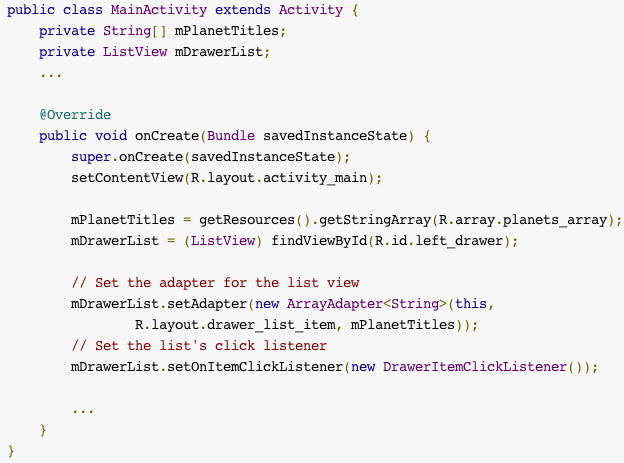 public class MainActivity extends Activity {
    private String[] mPlanetTitles;
    private ListView mDrawerList;
    ...

    @Override
    public void onCreate(Bundle savedInstanceState) {
        super.onCreate(savedInstanceState);
        setContentView(R.layout.activity_main);

        mPlanetTitles = getResources().getStringArray(R.array.planets_array);
        mDrawerList = (ListView) findViewById(R.id.left_drawer);

        // Set the adapter for the list view
        mDrawerList.setAdapter(new ArrayAdapter<String>(this,
                R.layout.drawer_list_item, mPlanetTitles));
        // Set the list's click listener
        mDrawerList.setOnItemClickListener(new DrawerItemClickListener());

        ...
    }
}